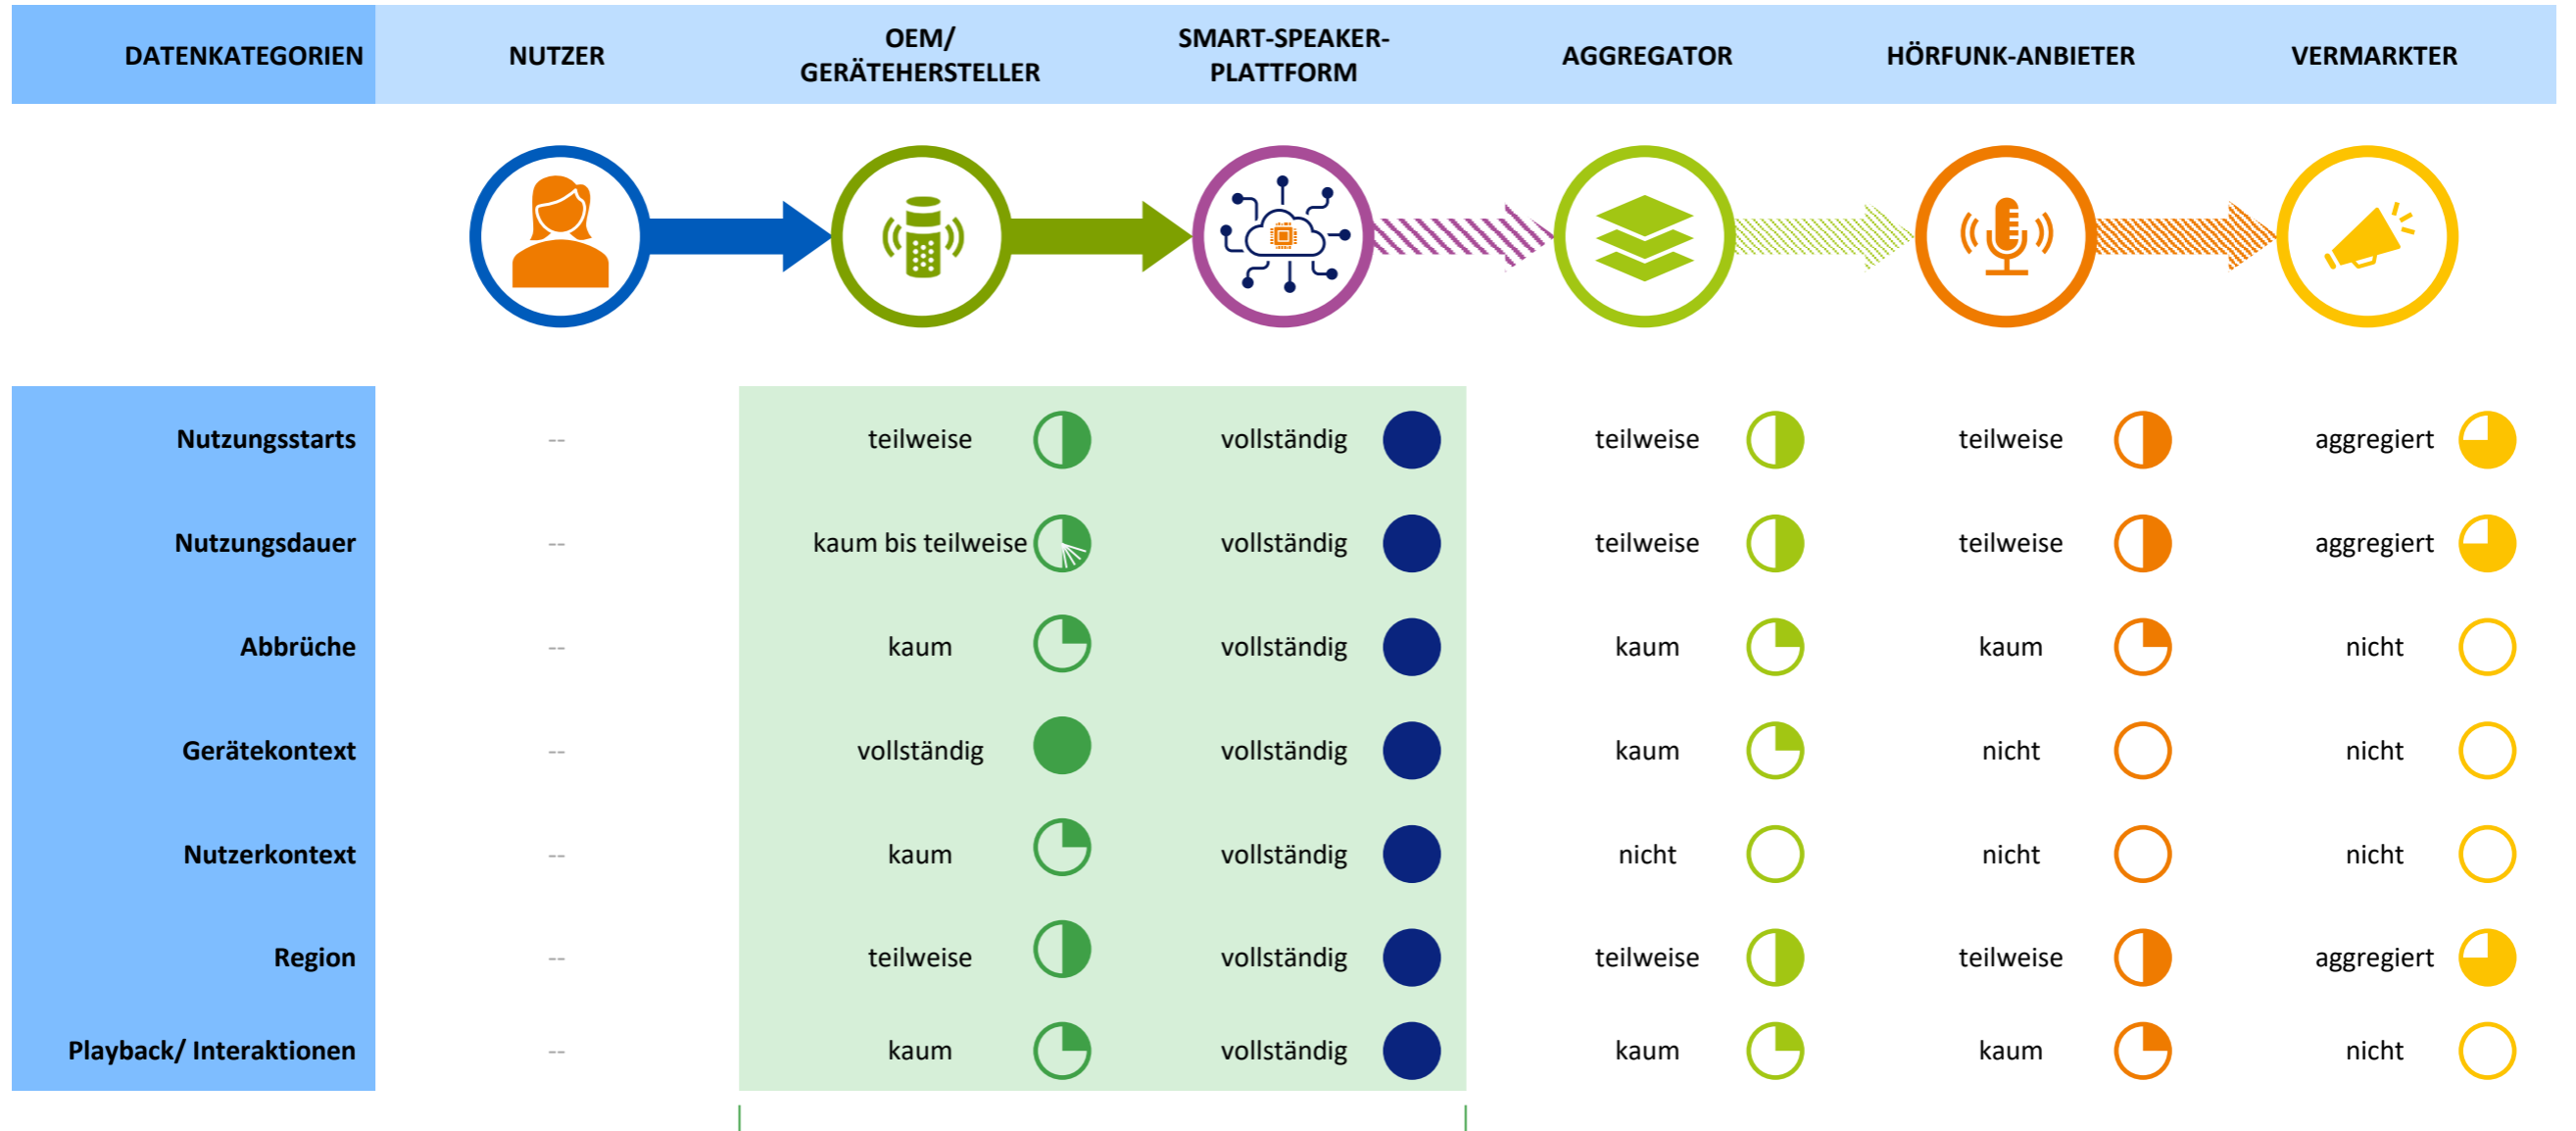 DATENKATEGORIEN NUTZER OEM/ GERÄTEHERSTELLER SMART-SPEAKER-PLATTFORM AGGREGATOR HÖRFUNK-ANBIETER VERMARKTER
Nutzungsstarts -- teilweise vollständig teilweise teilweise aggregiert
Nutzungsdauer -- kaum bis teilweise vollständig teilweise teilweise aggregiert
Abbrüche -- kaum vollständig kaum kaum nicht
Gerätekontext -- vollständig vollständig kaum nicht nicht
Nutzerkontext -- kaum vollständig nicht nicht nicht
Region -- teilweise vollständig teilweise teilweise aggregiert
Playback/ Interaktionen -- kaum vollständig kaum kaum nicht